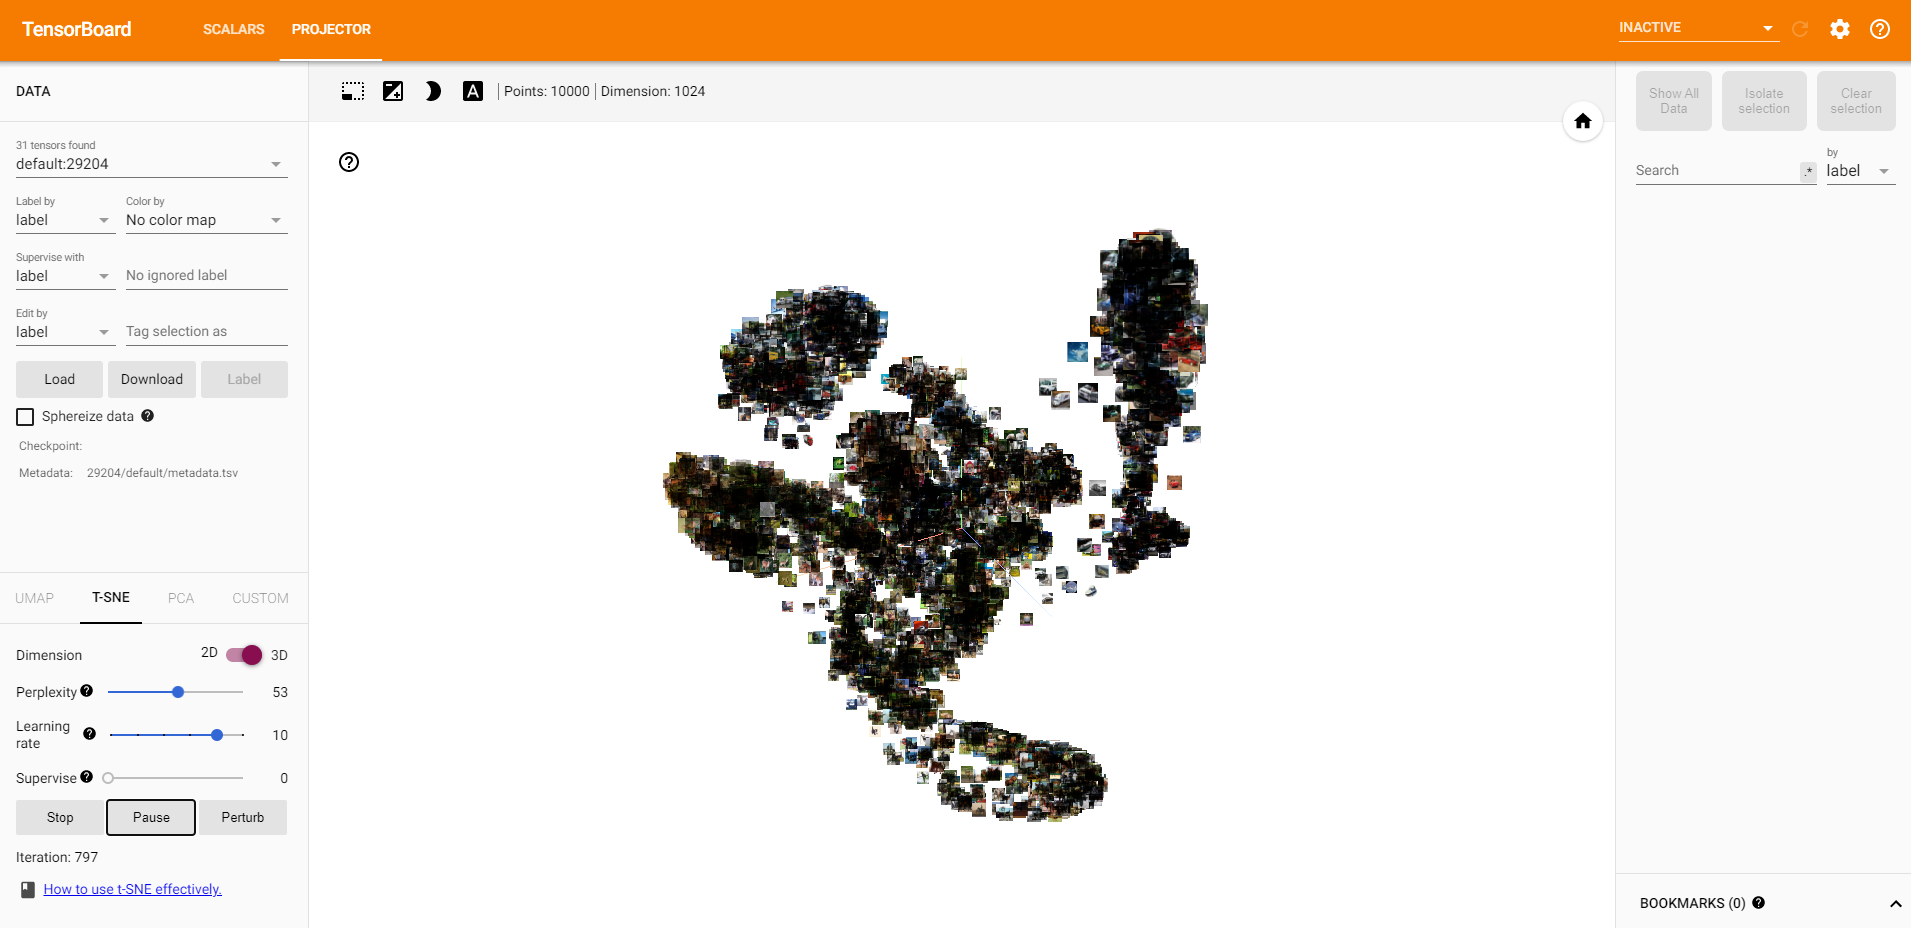 TensorBoard
SCALARS
PROJECTOR
INACTIVE
DATA
Points: 10000
Dimension: 1024
31 tensors found
default:29204
Label by
label
Color by
No color map
Supervise with
label
No ignored label
Edit by
label
Tag selection as
Load
Download
Label
Sphereize data
Checkpoint:
Metadata: 29204/default/metadata.tsv
UMAP
T-SNE
PCA
CUSTOM
Dimension
2D
3D
Perplexity
53
Learning
rate
10
Supervise
0
Stop
Pause
Perturb
Iteration: 797
How to use t-SNE effectively.
A
Show All
Data
Isolate
selection
Clear
selection
Search
.*
by
label
BOOKMARKS (0)